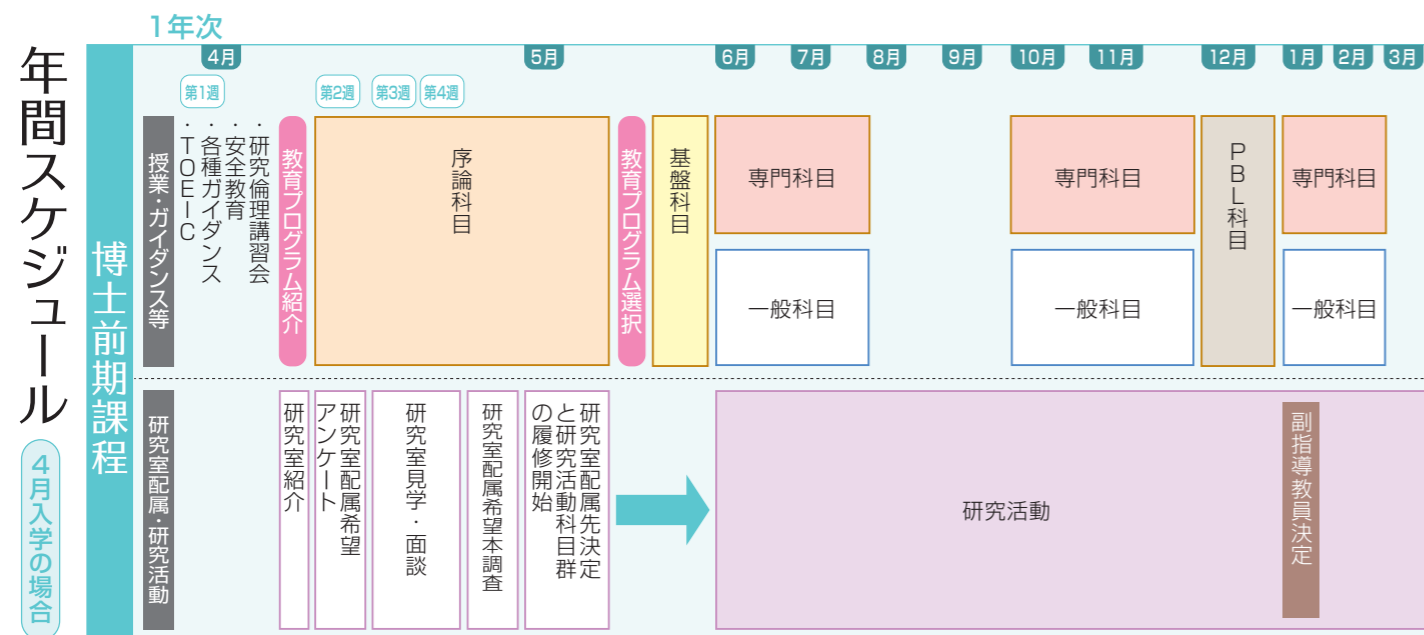 年間スケジュール
4月入学の場合
1年次
博士前期課程
4月
5月
6月
7月
8月
9月
10月
11月
12月
1月
2月
3月
第1週
第2週
第3週
第4週
授業・ガイダンス等
・研究倫理講習会
・安全教育
・各種ガイダンス
・TOEIC
教育プログラム紹介
序論科目
教育プログラム選択
基盤科目
専門科目
一般科目
専門科目
一般科目
PBL科目
専門科目
一般科目
研究室配属・研究活動
研究室紹介
研究室配属希望
アンケート
研究室見学・面談
研究室配属希望本調査
研究室配属先決定
と研究活動科目群
の履修開始
研究活動
副指導教員決定